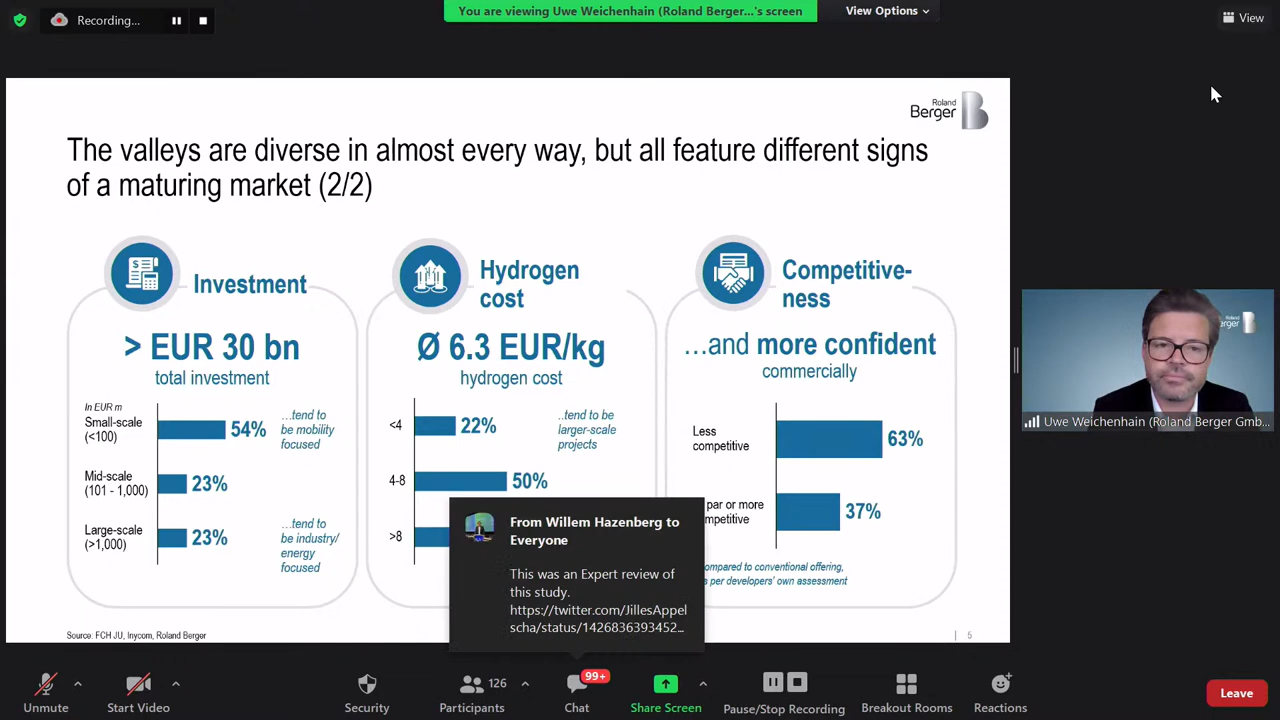 Recording...
You are viewing Uwe Weichenhain (Roland Berger...'s screen
View Options
View
Roland
Berger
B
The valleys are diverse in almost every way, but all feature different signs
of a maturing market (2/2)
Investment
> EUR 30 bn
total investment
In EUR m
Small-scale
(<100)
54%
...tend to
be mobility
focused
Mid-scale
(101 - 1,000)
23%
Large-scale
(>1,000)
23%
...tend to
be industry/
energy
focused
Hydrogen
cost
Ø 6.3 EUR/kg
hydrogen cost
<4
22%
..tend to be
larger-scale
projects
4-8
50%
>8
Competitive-
ness
...and more confident
commercially
Less
competitive
63%
par or more
mpetitive
37%
ompared to conventional offering,
s per developers' own assessment
From Willem Hazenberg to
Everyone
This was an Expert review of
this study.
https://twitter.com/JillesAppel
scha/status/1426836393452...
Source: FCH JU, Inycom, Roland Berger
5
Roland
Berger
Uwe Weichenhain (Roland Berger Gmb...
Unmute
Start Video
Security
126
Participants
99+
Chat
Share Screen
Pause/Stop Recording
Breakout Rooms
Reactions
Leave